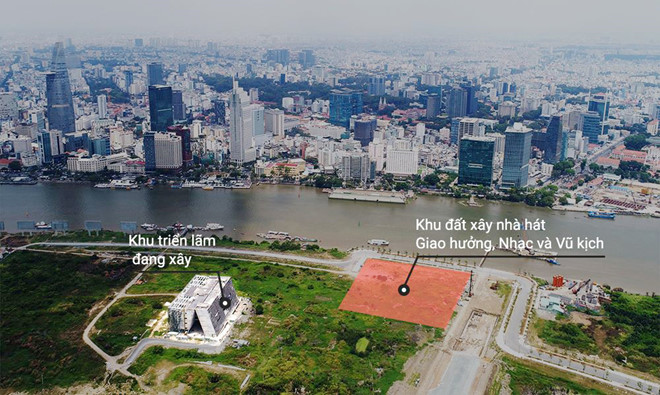 Khu triển lãm
đang xây
Khu đất xây nhà hát
Giao hưởng, Nhạc và Vũ kịch